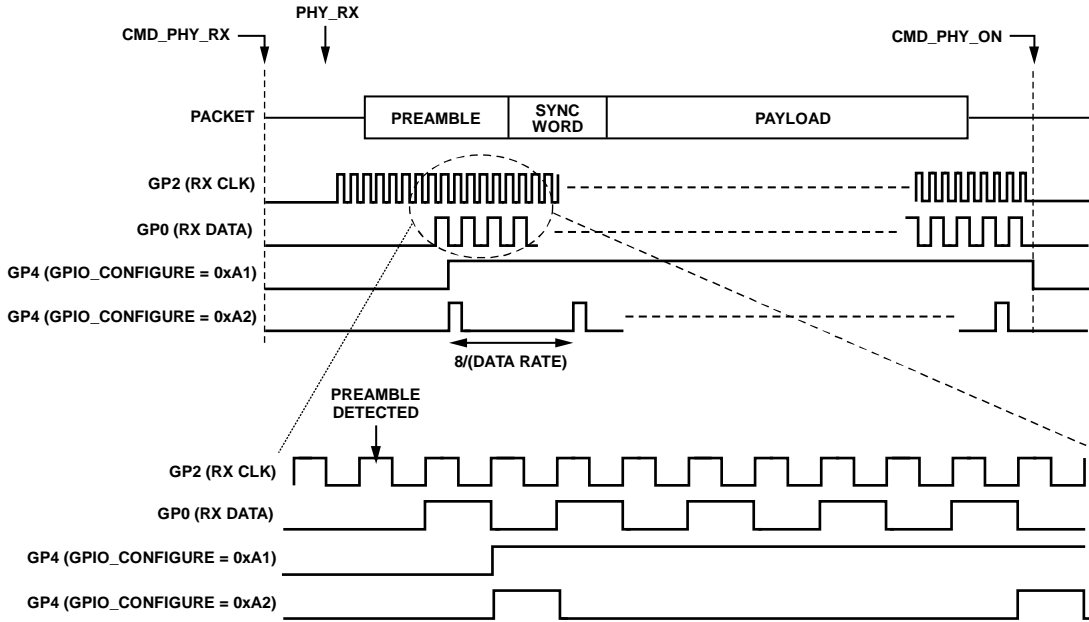 PHY_RX
CMD_PHY_RX
CMD_PHY_ON
PACKET
PREAMBLE
SYNC
WORD
PAYLOAD
GP2 (RX CLK)
GP0 (RX DATA)
GP4 (GPIO_CONFIGURE = 0xA1)
GP4 (GPIO_CONFIGURE = 0xA2)
8/(DATA RATE)
PREAMBLE
DETECTED
GP2 (RX CLK)
GP0 (RX DATA)
GP4 (GPIO_CONFIGURE = 0xA1)
GP4 (GPIO_CONFIGURE = 0xA2)